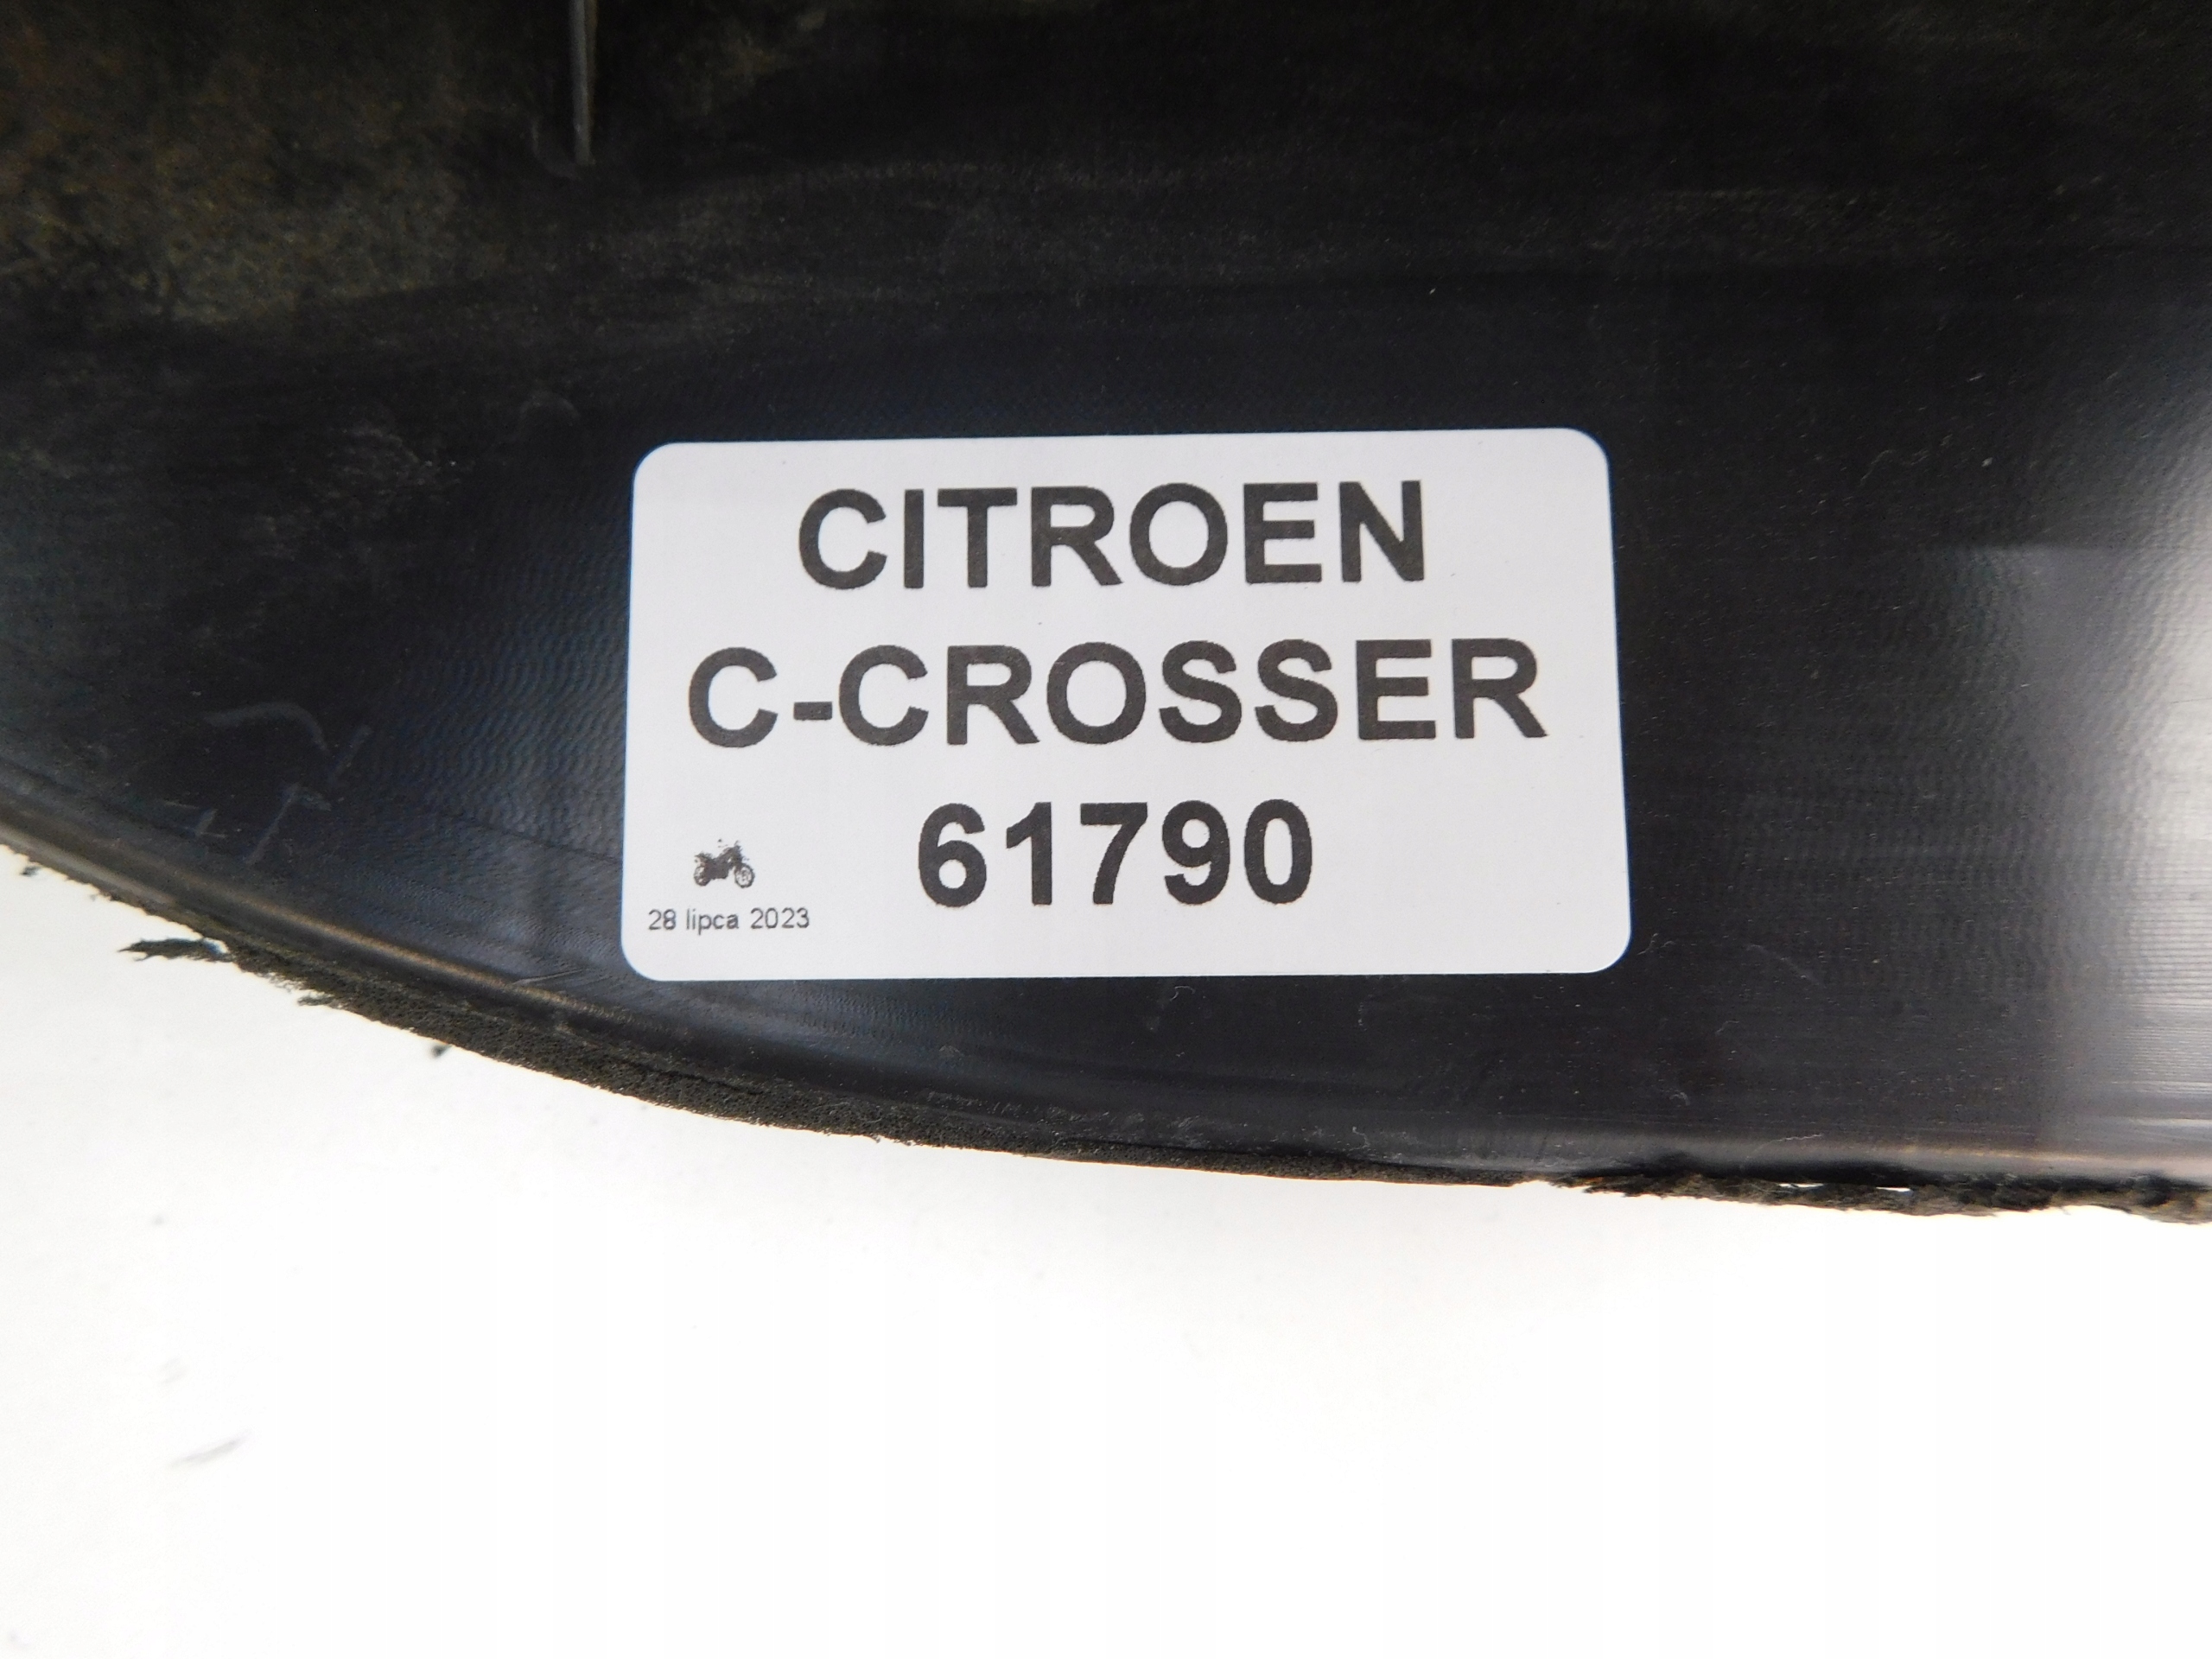 CITROEN
C-CROSSER
61790
28 lipca 2023